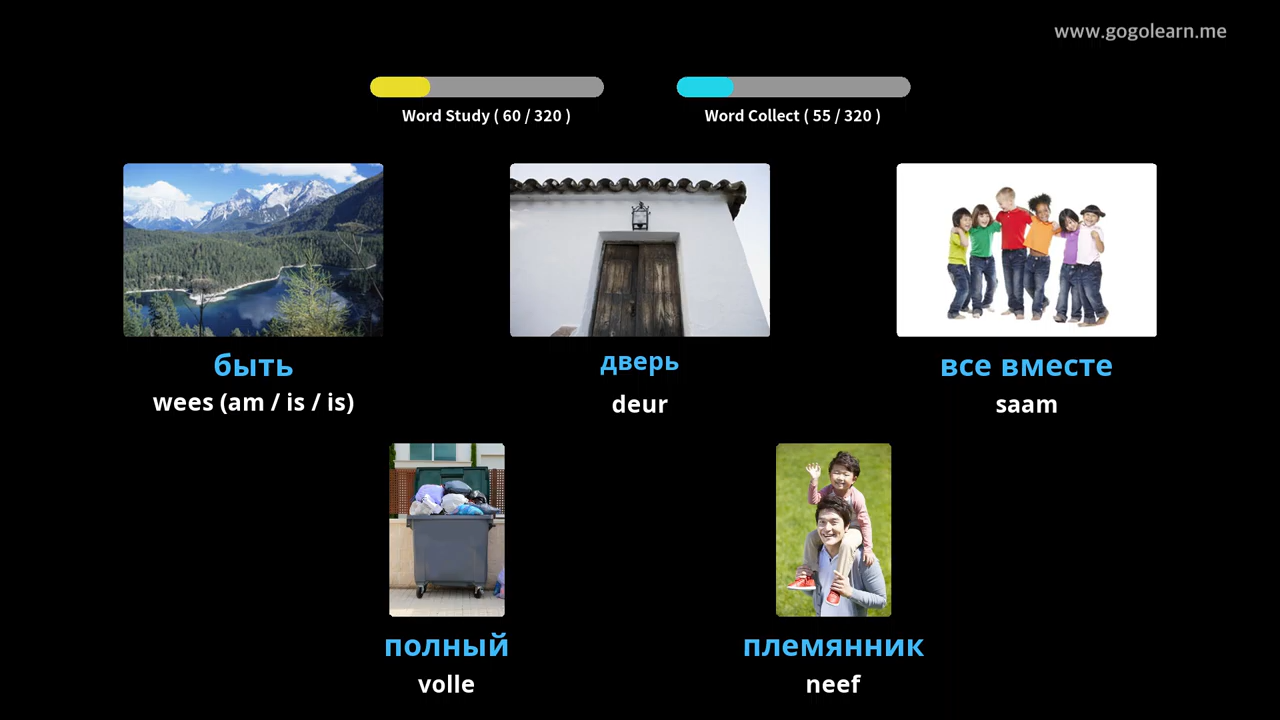 www.gogolearn.me
Word Study ( 60 / 320 )
Word Collect ( 55 / 320 )
быть
wees (am / is / is)
дверь
deur
все вместе
saam
полный
volle
племянник
neef